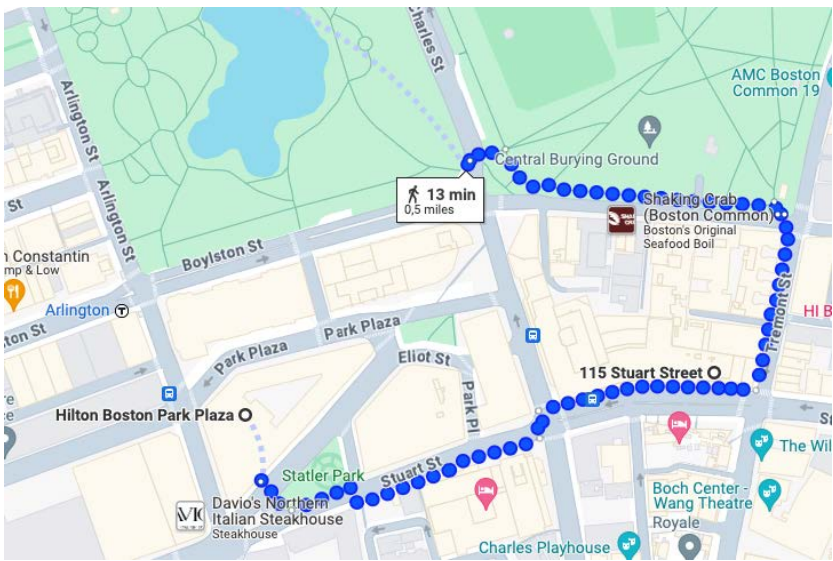 Charles St
AMC Boston
Common 19
Arlington St
Central Burying Ground
13 min
0,5 miles
Shaking Crab
(Boston Common)
Boston's Original
Seafood Boil
St
Arlington St
Boylston St
Constantin
mp & Low
Arlington T
Tremont St
HI B
ton St
Park Plaza
Park Plaza
Eliot St
115 Stuart Street
Hilton Boston Park Plaza
Park Pl
St
The Wil
Stuart St
Statler Park
Boch Center -
Wang Theatre
Davio's Northern
Italian Steakhouse
Steakhouse
Royale
Charles Playhouse